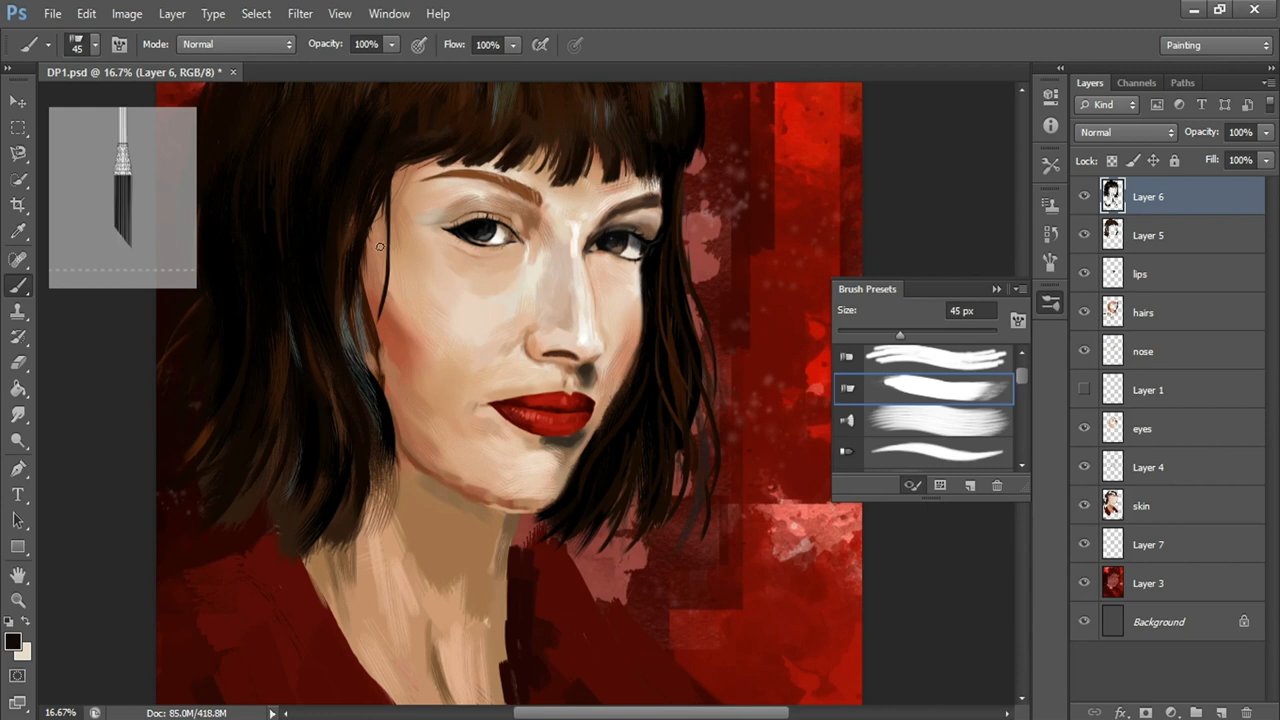 Ps File Edit Image Layer Type Select Filter View Window Help
45 Mode: Normal Opacity: 100% Flow: 100% Painting
DP1.psd @ 16.7% (Layer 6, RGB/8) * ×
Layers Channels Paths
Kind
Normal Opacity: 100%
Lock: Fill: 100%
Layer 6
Layer 5
lips
hairs
nose
Layer 1
eyes
Layer 4
skin
Layer 7
Layer 3
Background
Brush Presets
Size: 45 px
16.67% Doc: 85.0M/418.8M